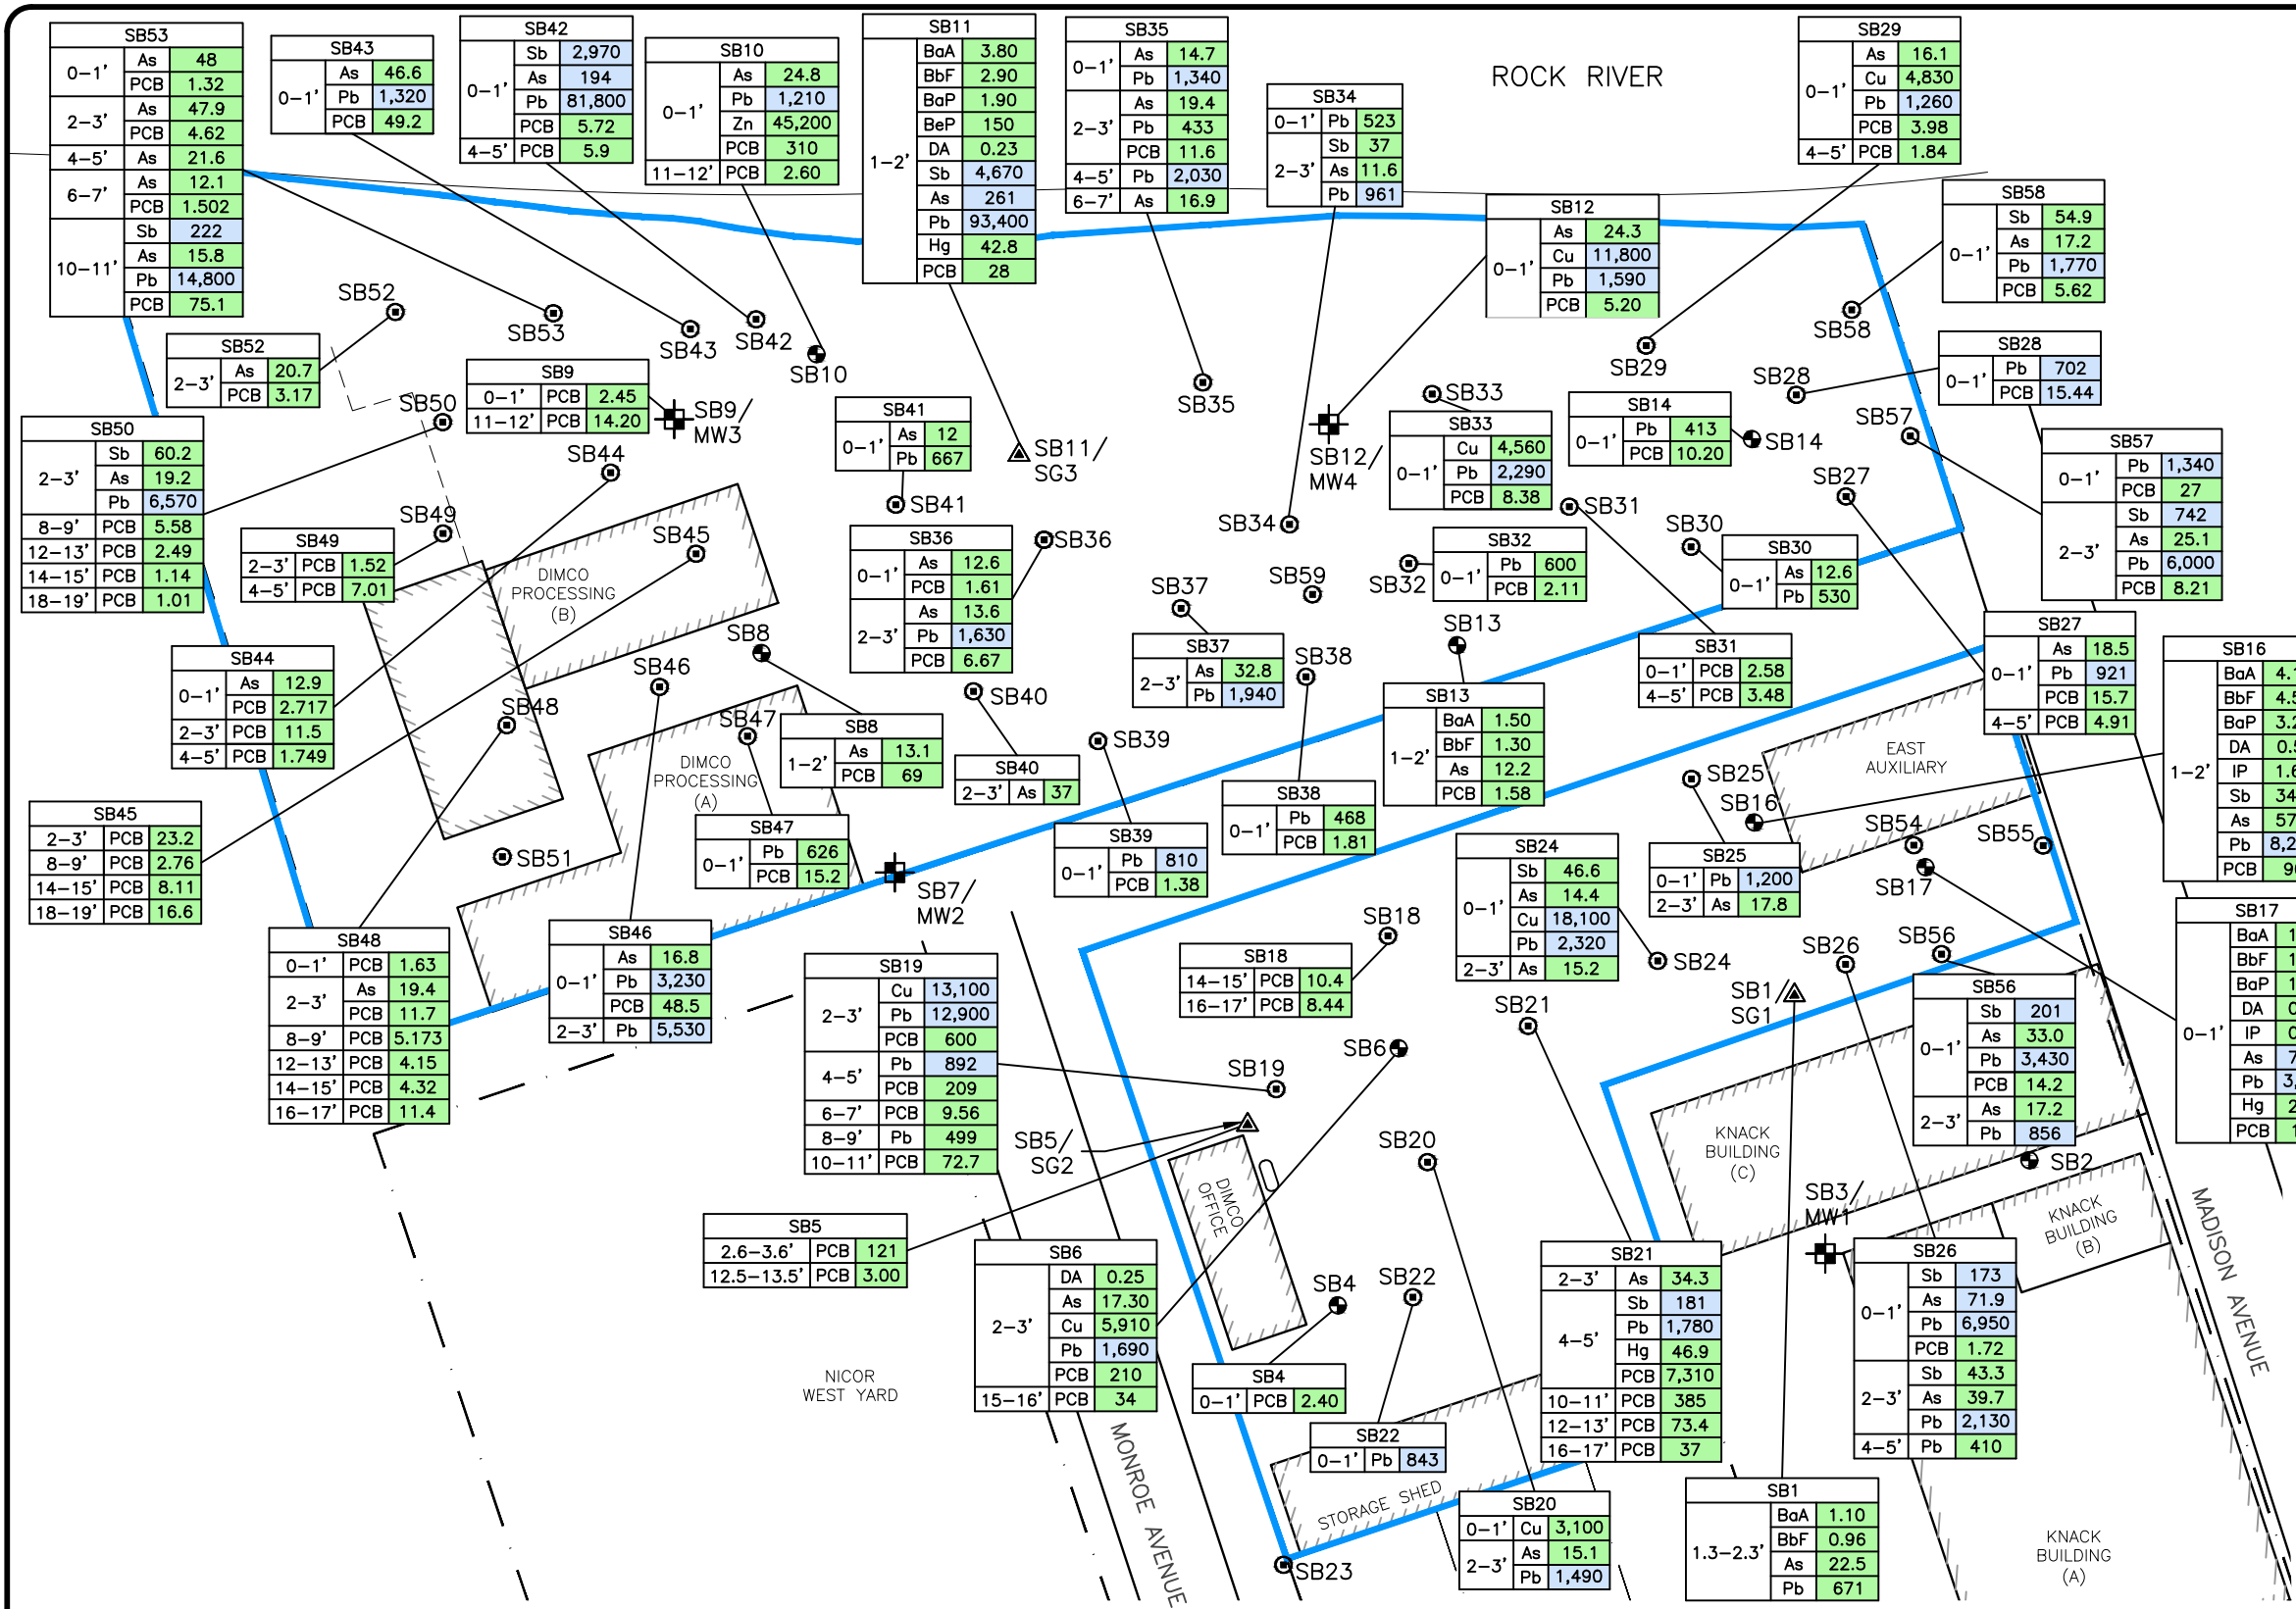 ROCK RIVER
SB53
0-1' As 48
PCB 1.32
2-3' As 47.9
PCB 4.62
4-5' As 21.6
6-7' As 12.1
PCB 1.502
10-11' Sb 222
As 15.8
Pb 14,800
PCB 75.1
SB43
0-1' As 46.6
Pb 1,320
PCB 49.2
SB42
0-1' Sb 2,970
As 194
Pb 81,800
PCB 5.72
4-5' PCB 5.9
SB10
0-1' As 24.8
Pb 1,210
Zn 45,200
PCB 310
11-12' PCB 2.60
SB11
1-2' BaA 3.80
BbF 2.90
BaP 1.90
BeP 150
DA 0.23
Sb 4,670
As 261
Pb 93,400
Hg 42.8
PCB 28
SB35
0-1' As 14.7
Pb 1,340
2-3' As 19.4
Pb 433
PCB 11.6
4-5' Pb 2,030
6-7' As 16.9
SB34
0-1' Pb 523
2-3' Sb 37
As 11.6
Pb 961
SB12
0-1' As 24.3
Cu 11,800
Pb 1,590
PCB 5.20
SB29
0-1' As 16.1
Cu 4,830
Pb 1,260
PCB 3.98
4-5' PCB 1.84
SB58
0-1' Sb 54.9
As 17.2
Pb 1,770
PCB 5.62
SB52
SB53
SB43
SB42
SB10
SB35
SB29
SB58
SB52
2-3' As 20.7
PCB 3.17
SB9
0-1' PCB 2.45
11-12' PCB 14.20
SB9/
MW3
SB41
0-1' As 12
Pb 667
SB41
SB11/
SG3
SB12/
MW4
SB33
SB33
0-1' Cu 4,560
Pb 2,290
PCB 8.38
SB14
0-1' Pb 413
PCB 10.20
SB14
SB28
SB28
0-1' Pb 702
PCB 15.44
SB57
SB57
0-1' Pb 1,340
PCB 27
2-3' Sb 742
As 25.1
Pb 6,000
PCB 8.21
SB50
SB50
2-3' Sb 60.2
As 19.2
Pb 6,570
8-9' PCB 5.58
12-13' PCB 2.49
14-15' PCB 1.14
18-19' PCB 1.01
SB44
SB49
SB49
2-3' PCB 1.52
4-5' PCB 7.01
SB45
DIMCO
PROCESSING
(B)
SB36
0-1' As 12.6
PCB 1.61
2-3' As 13.6
Pb 1,630
PCB 6.67
SB36
SB34
SB31
SB27
SB30
SB30
0-1' As 12.6
Pb 530
SB32
SB32
0-1' Pb 600
PCB 2.11
SB59
SB37
SB37
2-3' As 32.8
Pb 1,940
SB38
SB13
SB13
1-2' BaA 1.50
BbF 1.30
As 12.2
PCB 1.58
SB31
0-1' PCB 2.58
4-5' PCB 3.48
SB27
0-1' As 18.5
Pb 921
PCB 15.7
4-5' PCB 4.91
SB16
1-2' BaA 4.
BbF 4.
BaP 3.
DA 0.
IP 1.
Sb 34
As 57
Pb 8,2
PCB 9
SB44
0-1' As 12.9
PCB 2.717
2-3' PCB 11.5
4-5' PCB 1.749
SB8
SB46
SB48
SB47
DIMCO
PROCESSING
(A)
SB8
1-2' As 13.1
PCB 69
SB40
SB40
2-3' As 37
SB39
SB39
0-1' Pb 810
PCB 1.38
SB38
0-1' Pb 468
PCB 1.81
EAST
AUXILIARY
SB25
SB16
SB54
SB55
SB25
0-1' Pb 1,200
2-3' As 17.8
SB17
SB45
2-3' PCB 23.2
8-9' PCB 2.76
14-15' PCB 8.11
18-19' PCB 16.6
SB51
SB47
0-1' Pb 626
PCB 15.2
SB7/
MW2
SB24
0-1' Sb 46.6
As 14.4
Cu 18,100
Pb 2,320
2-3' As 15.2
SB24
SB18
SB18
14-15' PCB 10.4
16-17' PCB 8.44
SB48
0-1' PCB 1.63
2-3' As 19.4
PCB 11.7
8-9' PCB 5.173
12-13' PCB 4.15
14-15' PCB 4.32
16-17' PCB 11.4
SB46
0-1' As 16.8
Pb 3,230
PCB 48.5
2-3' Pb 5,530
SB19
2-3' Cu 13,100
Pb 12,900
PCB 600
4-5' Pb 892
PCB 209
6-7' PCB 9.56
8-9' Pb 499
10-11' PCB 72.7
SB21
SB1/
SG1
SB26
SB56
SB56
0-1' Sb 201
As 33.0
Pb 3,430
PCB 14.2
2-3' As 17.2
Pb 856
SB17
0-1' BaA 1
BbF 1
BaP 1
DA 0
IP 0
As 7
Pb 3,
Hg 2
PCB 1
SB6
SB19
SB5/
SG2
SB20
DIMCO
OFFICE
KNACK
BUILDING
(C)
SB2
SB3/
MW1
KNACK
BUILDING
(B)
MADISON AVENUE
SB5
2.6-3.6' PCB 121
12.5-13.5' PCB 3.00
SB6
2-3' DA 0.25
As 17.30
Cu 5,910
Pb 1,690
PCB 210
15-16' PCB 34
SB4
SB22
SB21
2-3' As 34.3
4-5' Sb 181
Pb 1,780
Hg 46.9
PCB 7,310
10-11' PCB 385
12-13' PCB 73.4
16-17' PCB 37
SB26
0-1' Sb 173
As 71.9
Pb 6,950
PCB 1.72
2-3' Sb 43.3
As 39.7
Pb 2,130
4-5' Pb 410
NICOR
WEST YARD
SB4
0-1' PCB 2.40
SB22
0-1' Pb 843
MONROE AVENUE
STORAGE SHED
SB23
SB20
0-1' Cu 3,100
2-3' As 15.1
Pb 1,490
SB1
1.3-2.3' BaA 1.10
BbF 0.96
As 22.5
Pb 671
KNACK
BUILDING
(A)